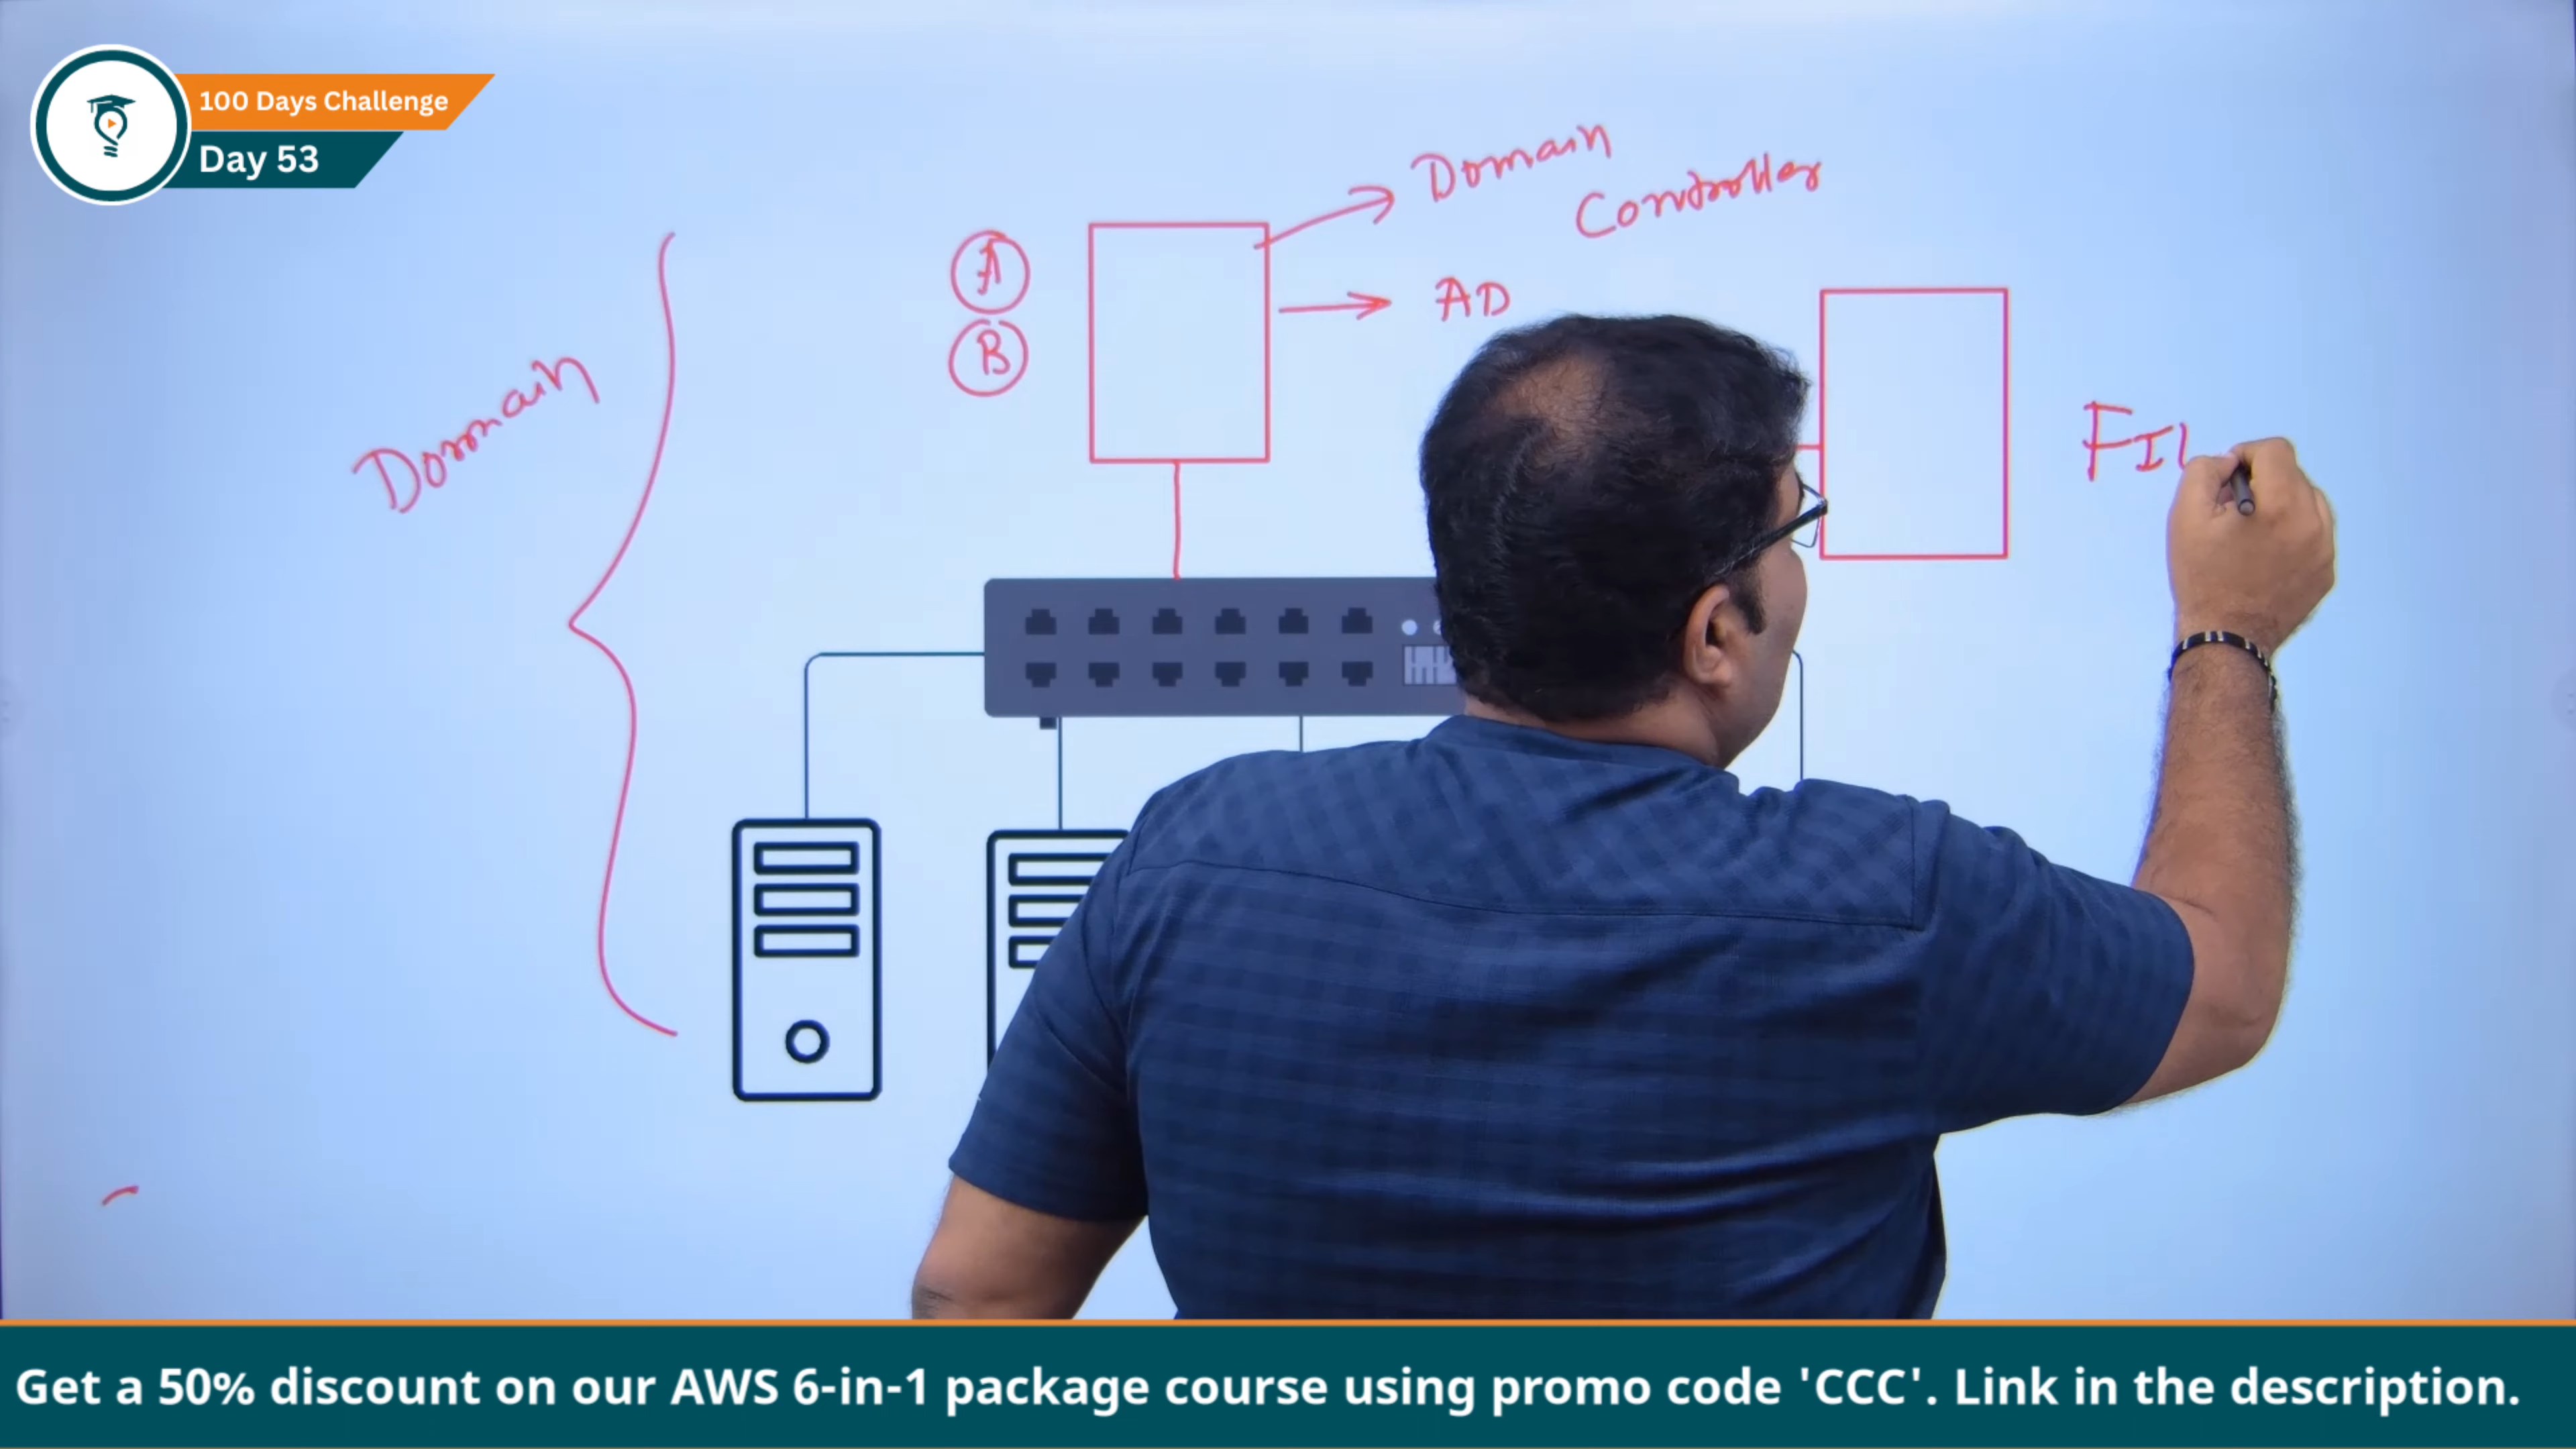 100 Days Challenge
Day 53
Domain
Controller
A
AD
B
Domain
FIL
Get a 50% discount on our AWS 6-in-1 package course using promo code 'CCC'. Link in the description.